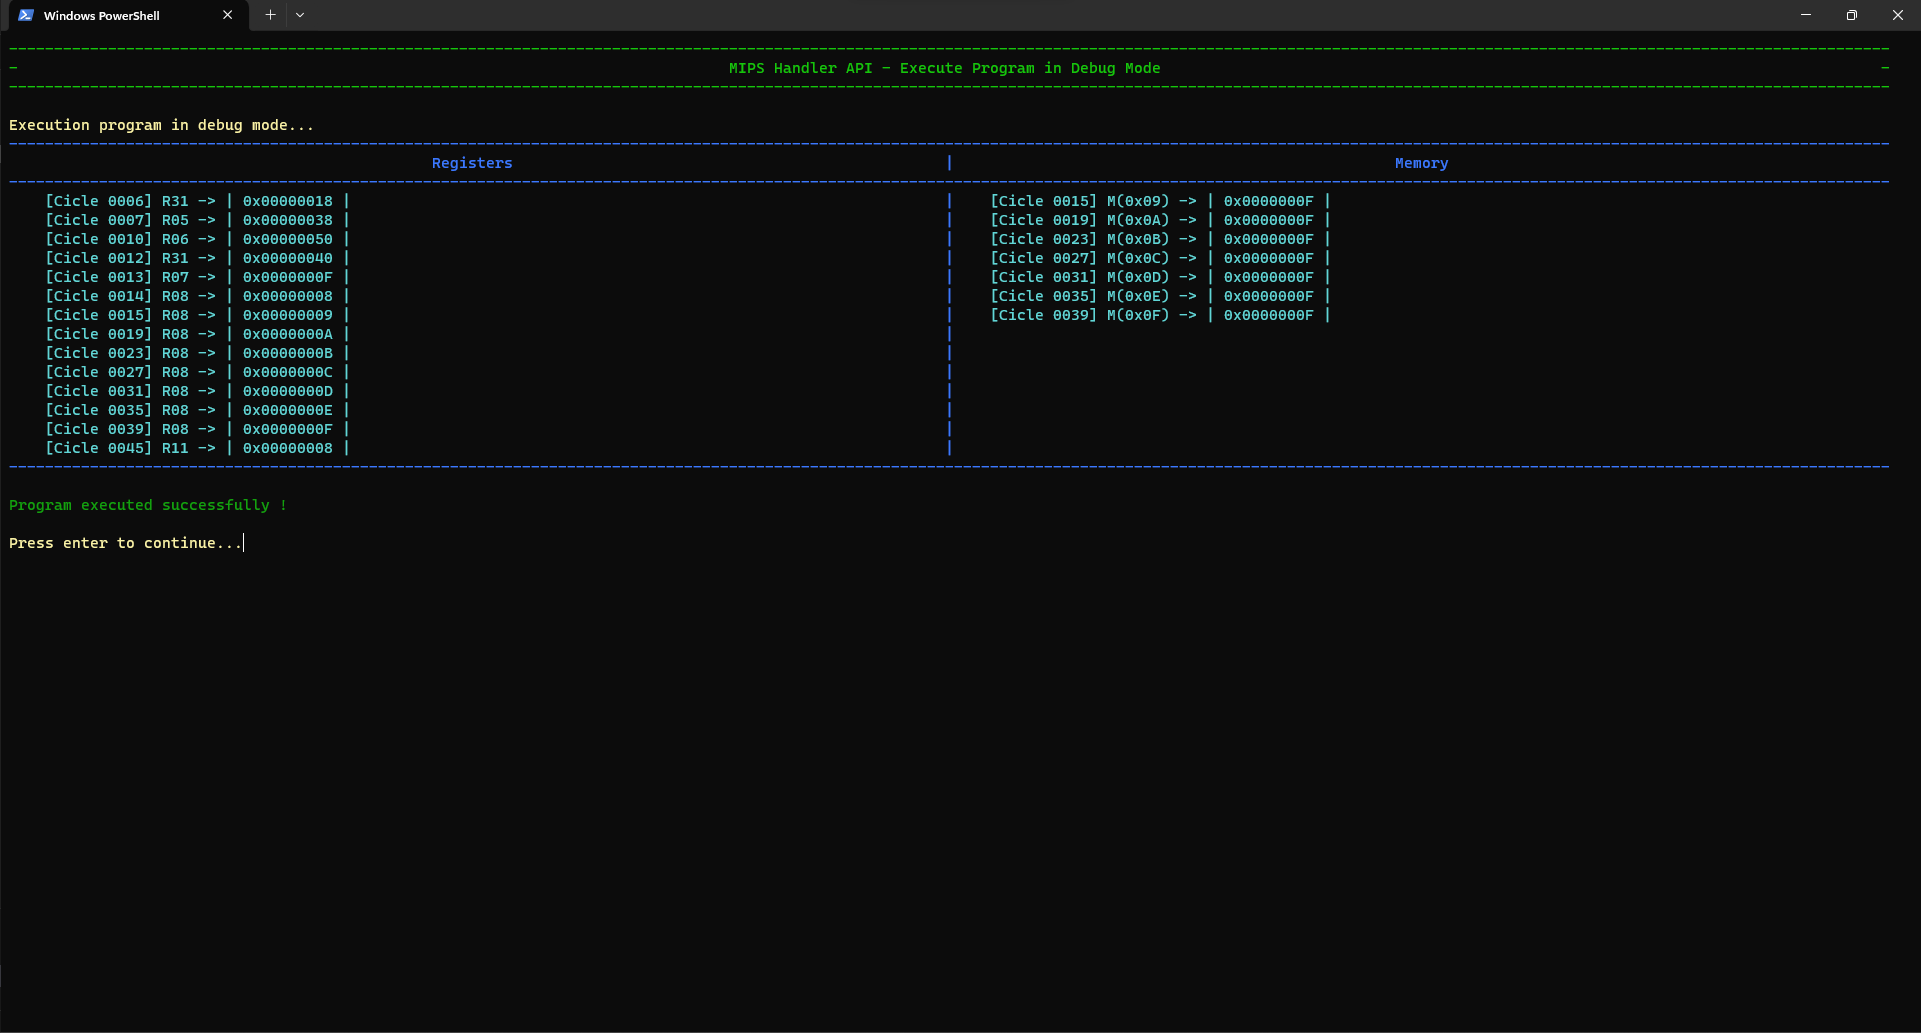 Windows PowerShell
MIPS Handler API - Execute Program in Debug Mode
Execution program in debug mode...
Registers | Memory
[Cicle 0006] R31 -> | 0x00000018 | | [Cicle 0015] M(0x09) -> | 0x0000000F |
[Cicle 0007] R05 -> | 0x00000038 | | [Cicle 0019] M(0x0A) -> | 0x0000000F |
[Cicle 0010] R06 -> | 0x00000050 | | [Cicle 0023] M(0x0B) -> | 0x0000000F |
[Cicle 0012] R31 -> | 0x00000040 | | [Cicle 0027] M(0x0C) -> | 0x0000000F |
[Cicle 0013] R07 -> | 0x0000000F | | [Cicle 0031] M(0x0D) -> | 0x0000000F |
[Cicle 0014] R08 -> | 0x00000008 | | [Cicle 0035] M(0x0E) -> | 0x0000000F |
[Cicle 0015] R08 -> | 0x00000009 | | [Cicle 0039] M(0x0F) -> | 0x0000000F |
[Cicle 0019] R08 -> | 0x0000000A | |
[Cicle 0023] R08 -> | 0x0000000B | |
[Cicle 0027] R08 -> | 0x0000000C | |
[Cicle 0031] R08 -> | 0x0000000D | |
[Cicle 0035] R08 -> | 0x0000000E | |
[Cicle 0039] R08 -> | 0x0000000F | |
[Cicle 0045] R11 -> | 0x00000008 | |
Program executed successfully !
Press enter to continue...